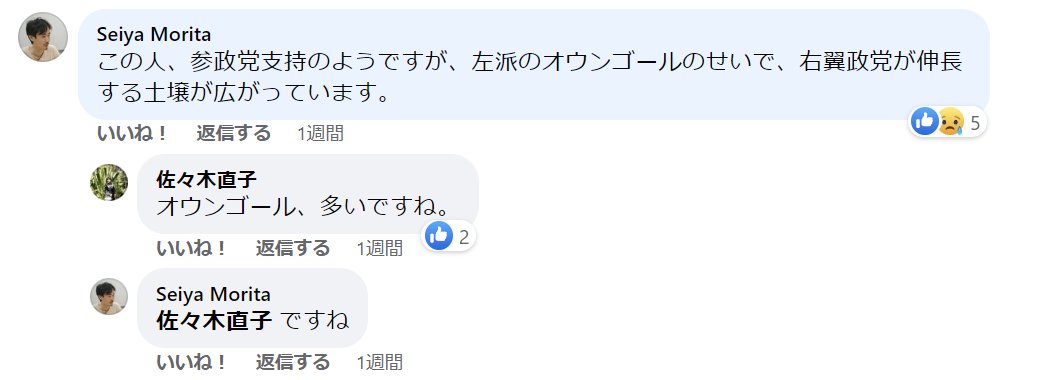 Seiya Morita
この人、参政党支持のようですが、左派のオウンゴールのせいで、右翼政党が伸長
する土壌が広がっています。
いいね！ 返信する 1週間 5
佐々木直子
オウンゴール、多いですね。
いいね！ 返信する 1週間 2
Seiya Morita
佐々木直子 ですね
いいね！ 返信する 1週間